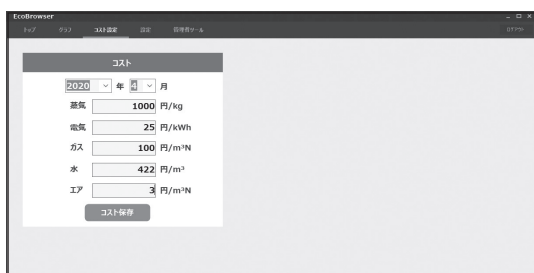 EcoBrowser
トップ グラフ コスト設定 設定 管理者ツール ログアウト
コスト
2020 年 4 月
蒸気 1000 円/kg
電気 25 円/kWh
ガス 100 円/m³N
水 422 円/m³
エア 3 円/m³N
コスト保存